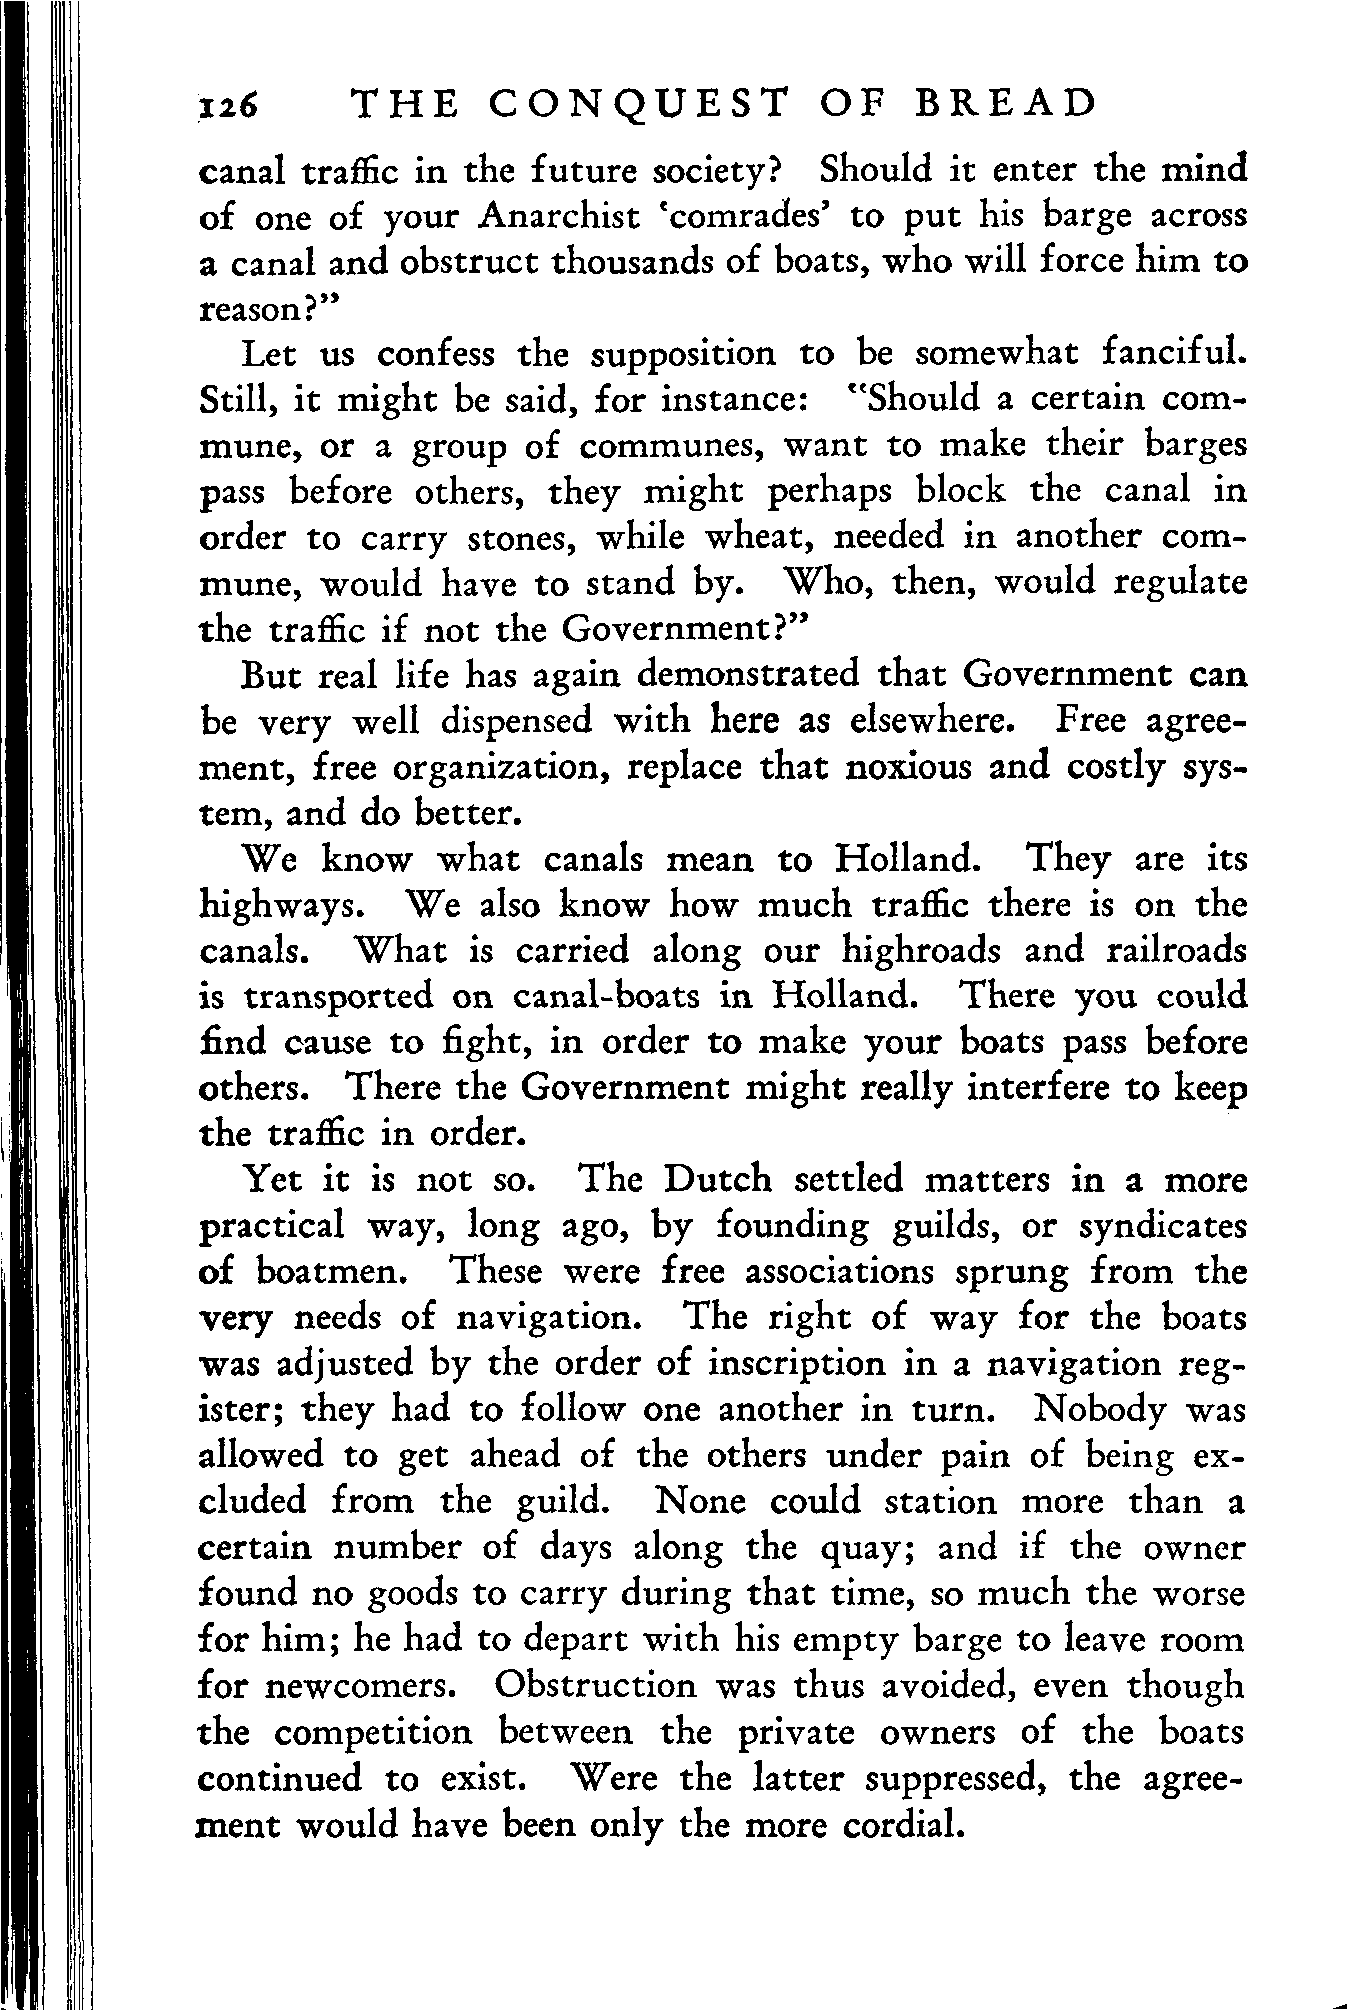 126 THE CONQUEST OF BREAD
canal traffic in the future society? Should it enter the mind
of one of your Anarchist 'comrades' to put his barge across
a canal and obstruct thousands of boats, who will force him to
reason?"
Let us confess the supposition to be somewhat fanciful.
Still, it might be said, for instance: "Should a certain com-
mune, or a group of communes, want to make their barges
pass before others, they might perhaps block the canal in
order to carry stones, while wheat, needed in another com-
mune, would have to stand by. Who, then, would regulate
the traffic if not the Government?"
But real life has again demonstrated that Government can
be very well dispensed with here as elsewhere. Free agree-
ment, free organization, replace that noxious and costly sys-
tem, and do better.
We know what canals mean to Holland. They are its
highways. We also know how much traffic there is on the
canals. What is carried along our highroads and railroads
is transported on canal-boats in Holland. There you could
find cause to fight, in order to make your boats pass before
others. There the Government might really interfere to keep
the traffic in order.
Yet it is not so. The Dutch settled matters in a more
practical way, long ago, by founding guilds, or syndicates
of boatmen. These were free associations sprung from the
very needs of navigation. The right of way for the boats
was adjusted by the order of inscription in a navigation reg-
ister; they had to follow one another in turn. Nobody was
allowed to get ahead of the others under pain of being ex-
cluded from the guild. None could station more than a
certain number of days along the quay; and if the owner
found no goods to carry during that time, so much the worse
for him; he had to depart with his empty barge to leave room
for newcomers. Obstruction was thus avoided, even though
the competition between the private owners of the boats
continued to exist. Were the latter suppressed, the agree-
ment would have been only the more cordial.